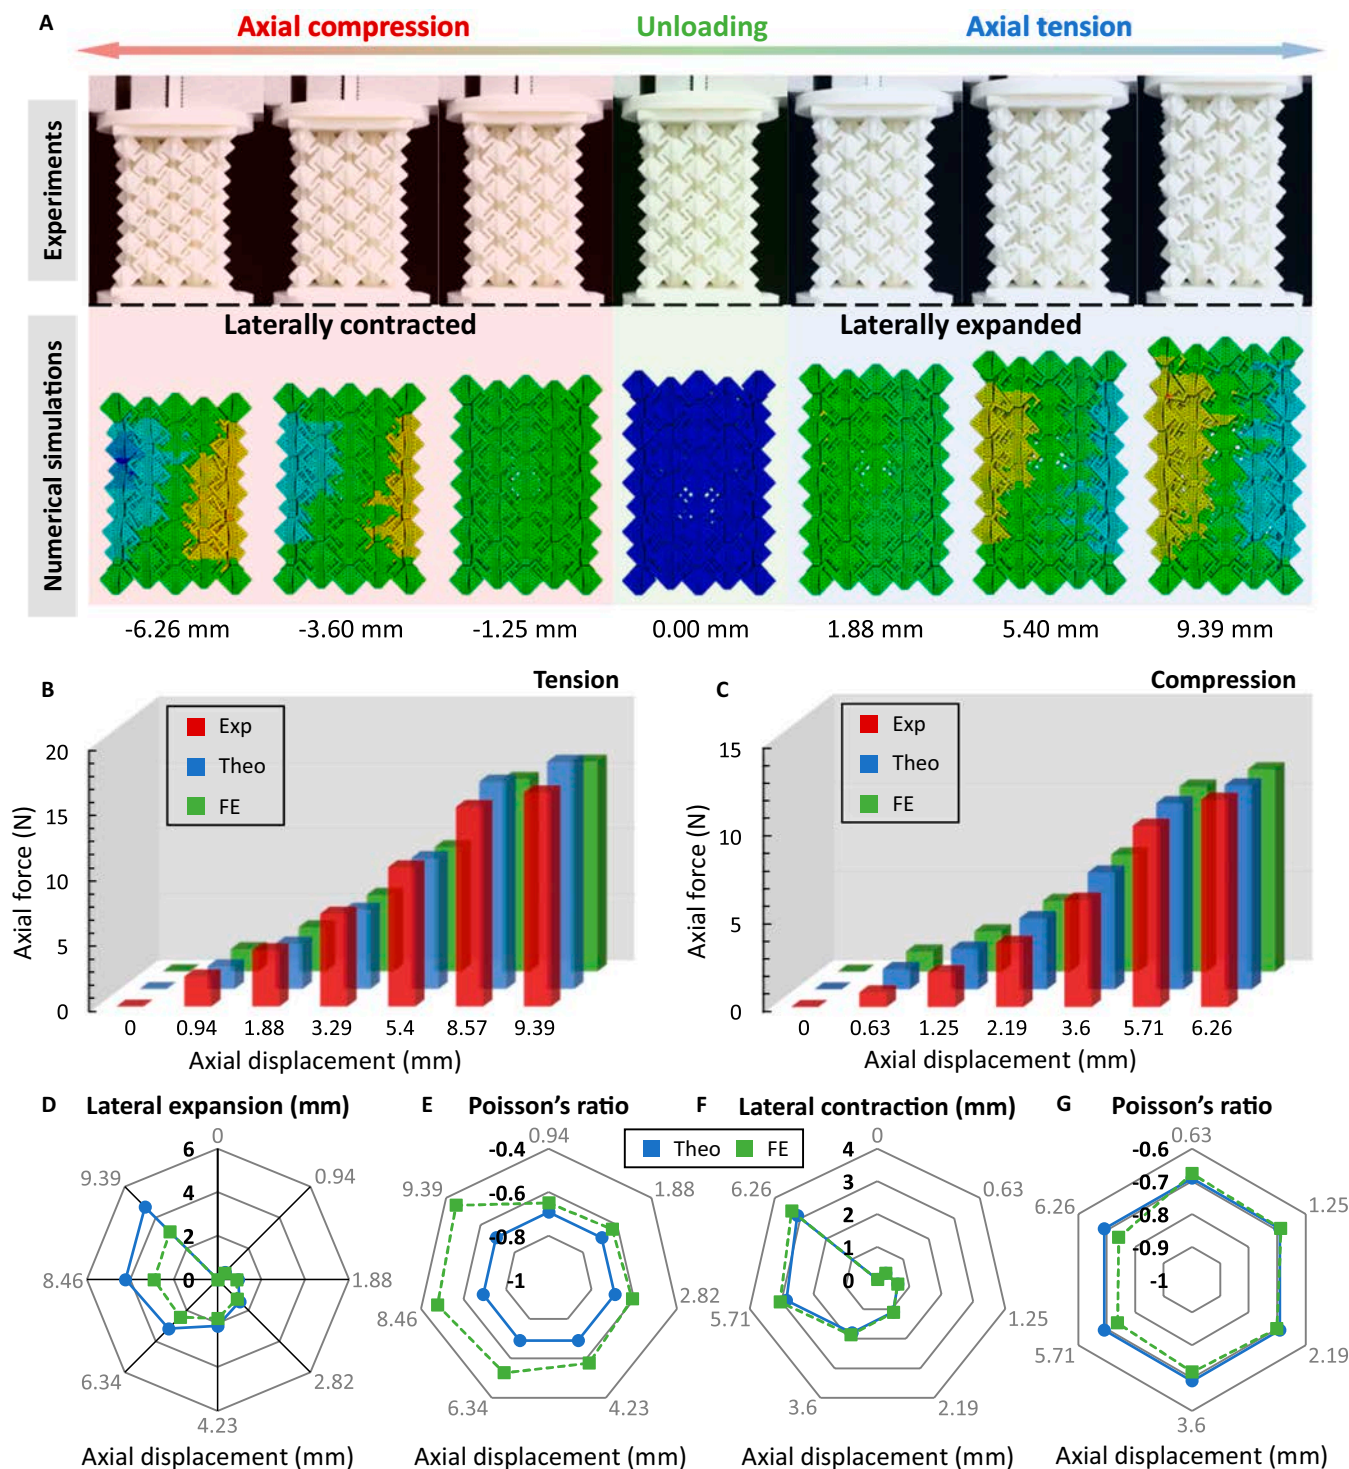 A
Axial compression
Unloading
Axial tension
Experiments
Numerical simulations
Laterally contracted
Laterally expanded
-6.26 mm
-3.60 mm
-1.25 mm
0.00 mm
1.88 mm
5.40 mm
9.39 mm
B
Tension
Exp
Theo
FE
Axial force (N)
20
15
10
5
0
0 0.94 1.88 3.29 5.4 8.57 9.39
Axial displacement (mm)
C
Compression
Exp
Theo
FE
Axial force (N)
15
10
5
0
0 0.63 1.25 2.19 3.6 5.71 6.26
Axial displacement (mm)
D Lateral expansion (mm)
0
0.94
1.88
2.82
4.23
6.34
8.46
9.39
6
4
2
0
Axial displacement (mm)
E Poisson's ratio
0.94
1.88
2.82
4.23
6.34
8.46
9.39
-0.4
-0.6
-0.8
-1
Axial displacement (mm)
Theo FE
F Lateral contraction (mm)
0
0.63
1.25
2.19
3.6
5.71
6.26
4
3
2
1
0
Axial displacement (mm)
G Poisson's ratio
0.63
1.25
2.19
3.6
5.71
6.26
-0.6
-0.7
-0.8
-0.9
-1
Axial displacement (mm)